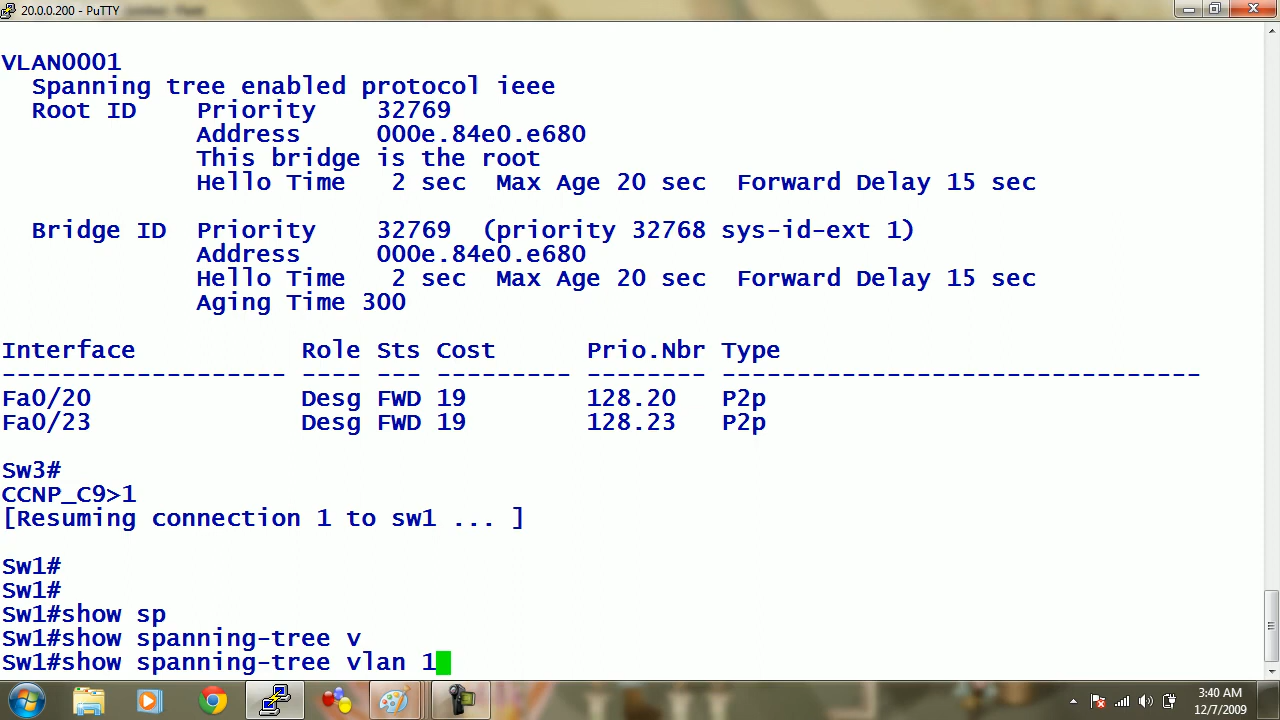 20.0.0.200 - PuTTY
VLAN0001
Spanning tree enabled protocol ieee
Root ID Priority 32769
Address 000e.84e0.e680
This bridge is the root
Hello Time 2 sec Max Age 20 sec Forward Delay 15 sec
Bridge ID Priority 32769 (priority 32768 sys-id-ext 1)
Address 000e.84e0.e680
Hello Time 2 sec Max Age 20 sec Forward Delay 15 sec
Aging Time 300
Interface Role Sts Cost Prio.Nbr Type
------------------- ---- --- --------- -------- --------------------------------
Fa0/20 Desg FWD 19 128.20 P2p
Fa0/23 Desg FWD 19 128.23 P2p
Sw3#
CCNP_C9>1
[Resuming connection 1 to sw1 ... ]
Sw1#
Sw1#
Sw1#show sp
Sw1#show spanning-tree v
Sw1#show spanning-tree vlan 1
3:40 AM
12/7/2009